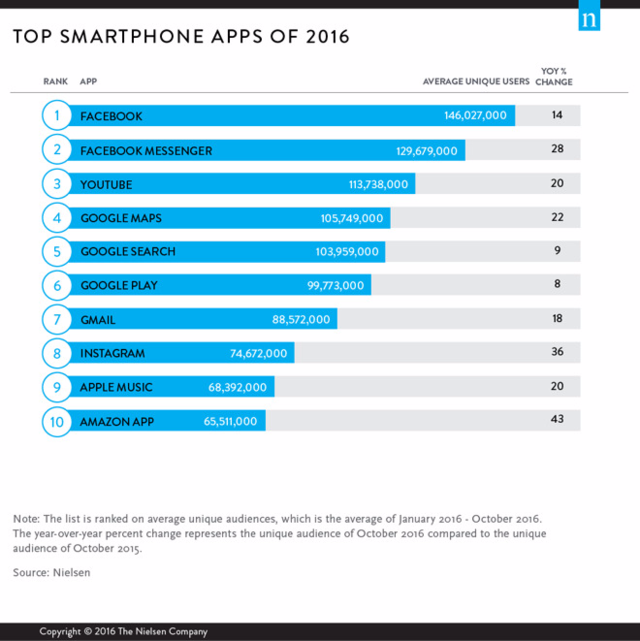 n
TOP SMARTPHONE APPS OF 2016
RANK APP AVERAGE UNIQUE USERS YOY % CHANGE
1 FACEBOOK 146,027,000 14
2 FACEBOOK MESSENGER 129,679,000 28
3 YOUTUBE 113,738,000 20
4 GOOGLE MAPS 105,749,000 22
5 GOOGLE SEARCH 103,959,000 9
6 GOOGLE PLAY 99,773,000 8
7 GMAIL 88,572,000 18
8 INSTAGRAM 74,672,000 36
9 APPLE MUSIC 68,392,000 20
10 AMAZON APP 65,511,000 43
Note: The list is ranked on average unique audiences, which is the average of January 2016 - October 2016.
The year-over-year percent change represents the unique audience of October 2016 compared to the unique
audience of October 2015.
Source: Nielsen
Copyright © 2016 The Nielsen Company